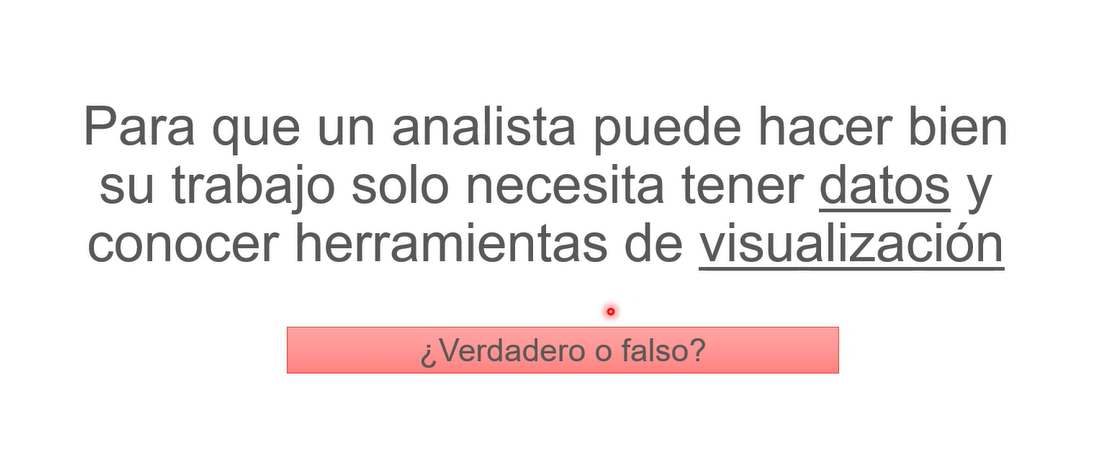 Para que un analista puede hacer bien
su trabajo solo necesita tener datos y
conocer herramientas de visualización
¿Verdadero o falso?